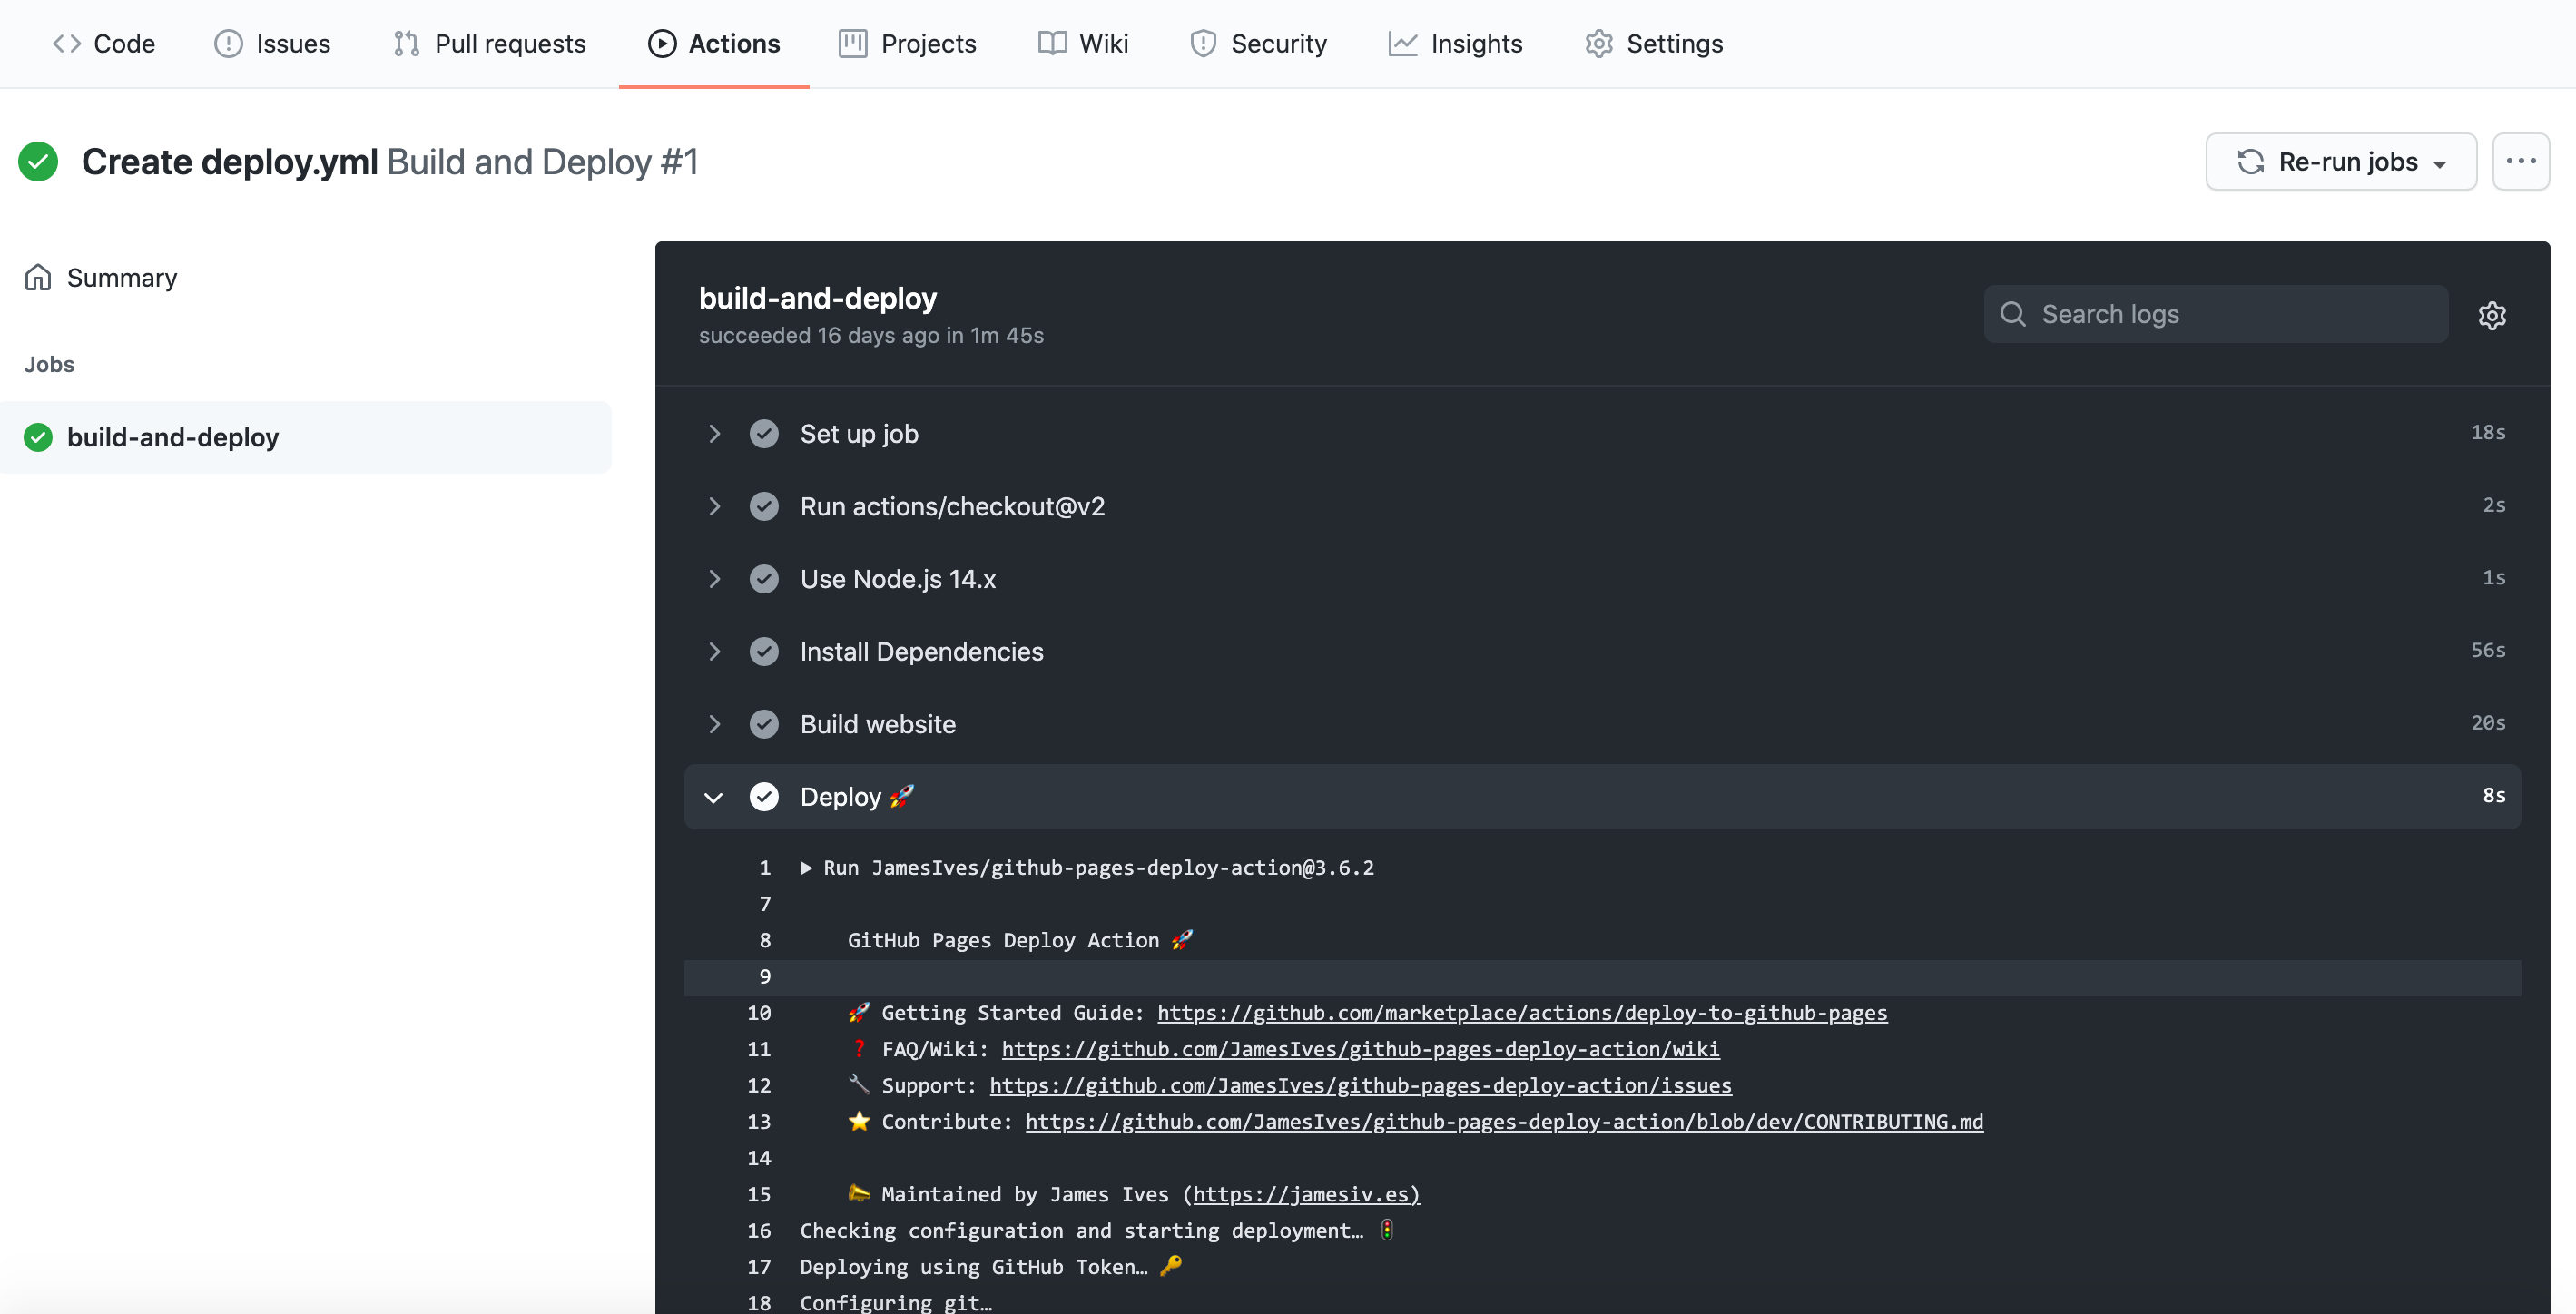 Code Issues Pull requests Actions Projects Wiki Security Insights Settings
Create deploy.yml Build and Deploy #1
Re-run jobs
Summary
Jobs
build-and-deploy
build-and-deploy
succeeded 16 days ago in 1m 45s
Search logs
Set up job 18s
Run actions/checkout@v2 2s
Use Node.js 14.x 1s
Install Dependencies 56s
Build website 20s
Deploy 🚀 8s
1 ▶ Run JamesIves/github-pages-deploy-action@3.6.2
7
8 GitHub Pages Deploy Action 🚀
9
10 🚀 Getting Started Guide: https://github.com/marketplace/actions/deploy-to-github-pages
11 ❓ FAQ/Wiki: https://github.com/JamesIves/github-pages-deploy-action/wiki
12 🔧 Support: https://github.com/JamesIves/github-pages-deploy-action/issues
13 ⭐ Contribute: https://github.com/JamesIves/github-pages-deploy-action/blob/dev/CONTRIBUTING.md
14
15 📣 Maintained by James Ives (https://jamesiv.es)
16 Checking configuration and starting deployment… 🚦
17 Deploying using GitHub Token… 🔑
18 Configuring git…